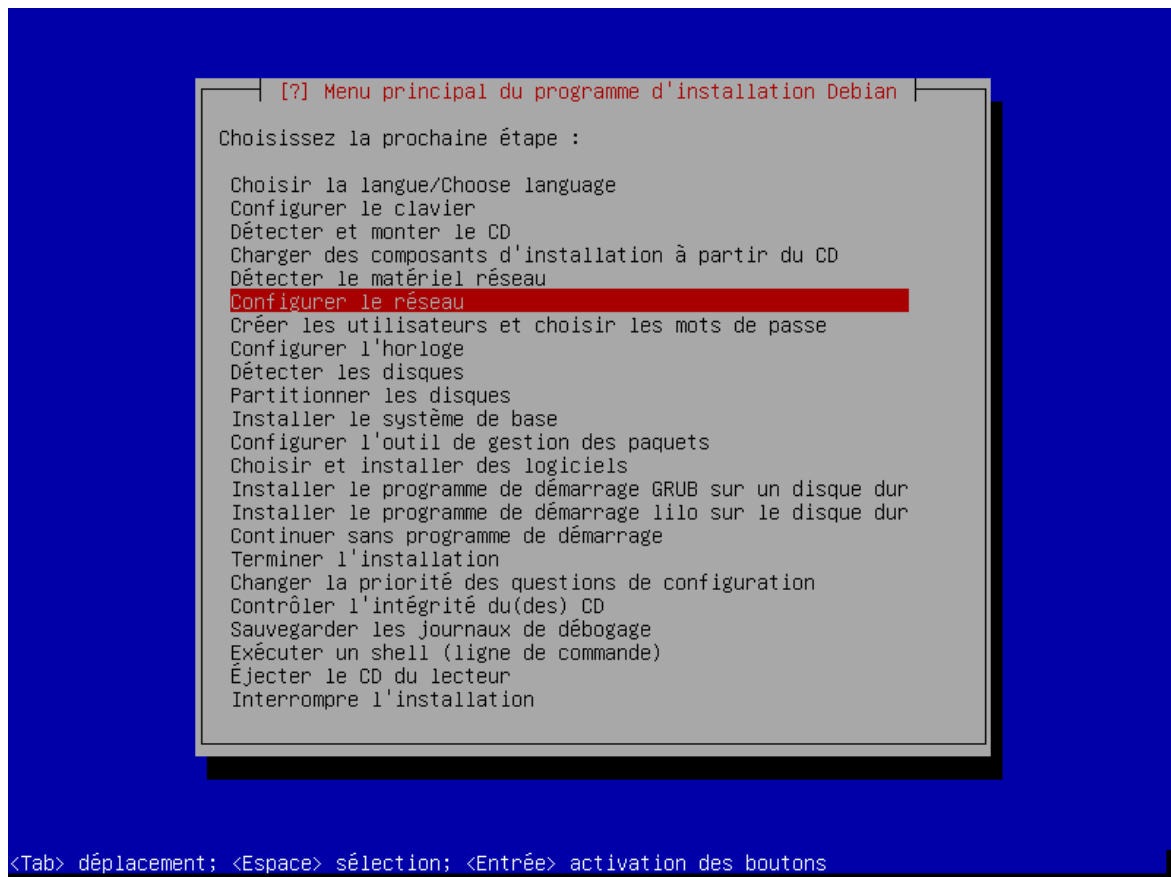 [?] Menu principal du programme d'installation Debian
Choisissez la prochaine étape :
Choisir la langue/Choose language
Configurer le clavier
Détecter et monter le CD
Charger des composants d'installation à partir du CD
Détecter le matériel réseau
Configurer le réseau
Créer les utilisateurs et choisir les mots de passe
Configurer l'horloge
Détecter les disques
Partitionner les disques
Installer le système de base
Configurer l'outil de gestion des paquets
Choisir et installer des logiciels
Installer le programme de démarrage GRUB sur un disque dur
Installer le programme de démarrage lilo sur le disque dur
Continuer sans programme de démarrage
Terminer l'installation
Changer la priorité des questions de configuration
Contrôler l'intégrité du(des) CD
Sauvegarder les journaux de débogage
Exécuter un shell (ligne de commande)
Éjecter le CD du lecteur
Interrompre l'installation
<Tab> déplacement; <Espace> sélection; <Entrée> activation des boutons